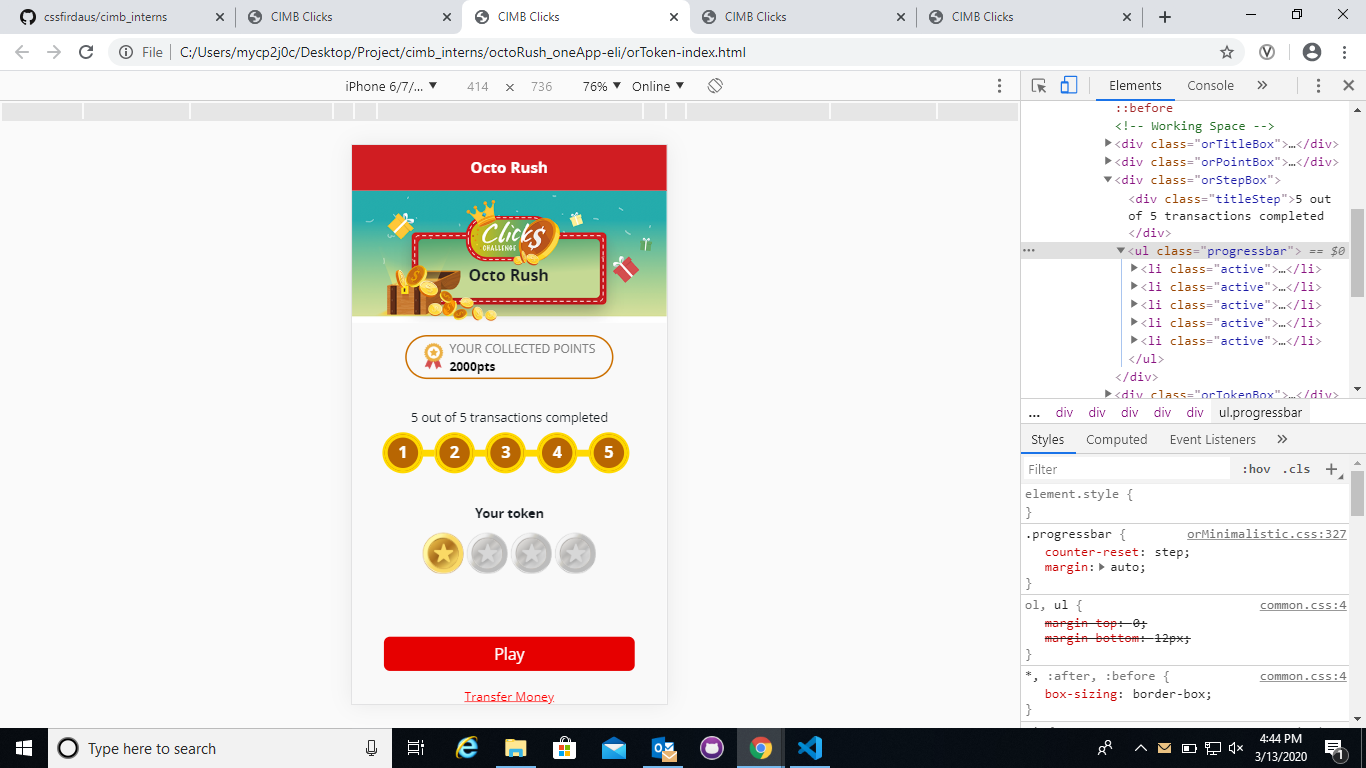 cssfirdaus/cimb_interns
CIMB Clicks
CIMB Clicks
CIMB Clicks
CIMB Clicks
File
C:/Users/mycp2j0c/Desktop/Project/cimb_interns/octoRush_oneApp-eli/orToken-index.html
iPhone 6/7/... ▼ 414 × 736 76% ▼ Online ▼
Octo Rush
Clicks
CHALLENGE
Octo Rush
YOUR COLLECTED POINTS
2000pts
5 out of 5 transactions completed
1 2 3 4 5
Your token
Play
Transfer Money
Elements Console »
::before
<!-- Working Space -->
▶<div class="orTitleBox">…</div>
▶<div class="orPointBox">…</div>
▼<div class="orStepBox">
<div class="titleStep">5 out
of 5 transactions completed
</div>
… ▼<ul class="progressbar"> == $0
▶<li class="active">…</li>
▶<li class="active">…</li>
▶<li class="active">…</li>
▶<li class="active">…</li>
▶<li class="active">…</li>
</ul>
</div>
▶<div class="orTokenBox">…</div>
... div div div div div ul.progressbar
Styles Computed Event Listeners »
Filter :hov .cls +
element.style {
}
.progressbar { orMinimalistic.css:327
counter-reset: step;
margin:▶ auto;
}
ol, ul { common.css:4
margin-top: 0;
margin-bottom: 12px;
}
*, :after, :before { common.css:4
box-sizing: border-box;
}
Type here to search
4:44 PM
3/13/2020
1